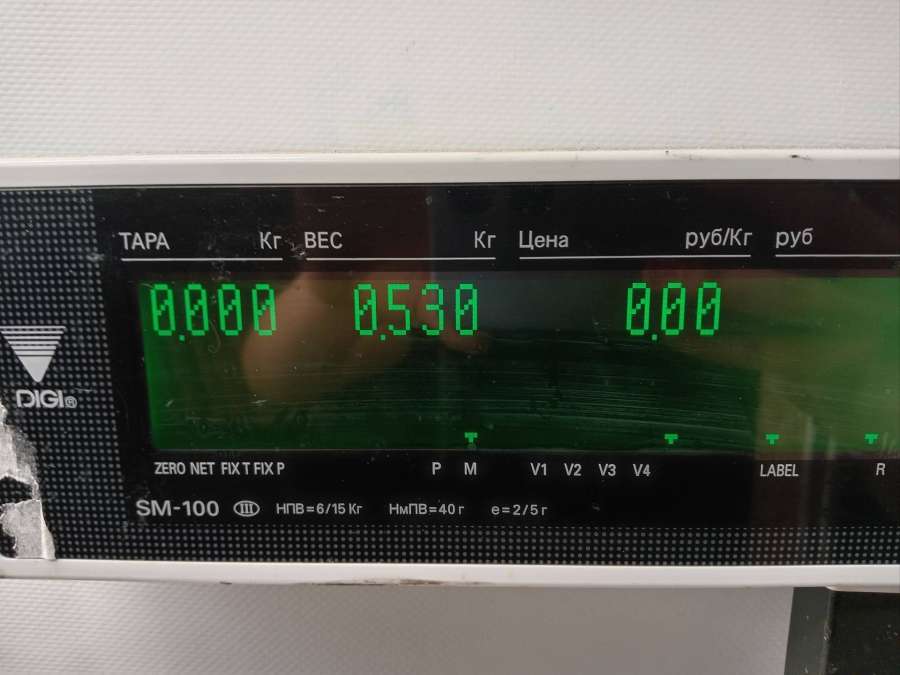 ТАРА Кг ВЕС Кг Цена руб/Кг руб
0.000 0.530 0.00
DIGI®
ZERO NET FIX T FIX P P M V1 V2 V3 V4 LABEL R
SM-100 III НПВ=6/15 Кг НмПВ=40 г e=2/5 г